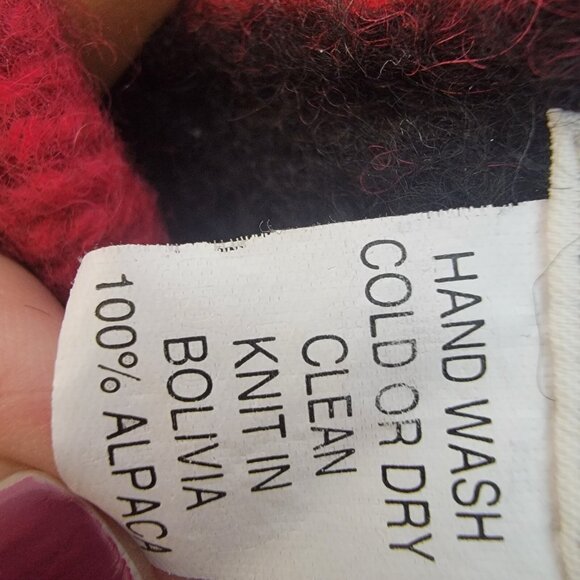 HAND WASH
COLD OR DRY
CLEAN
KNIT IN
BOLIVIA
100% ALPACA